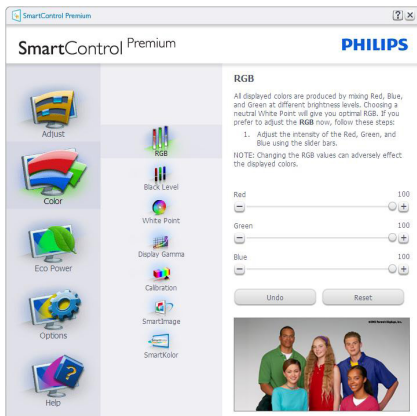 SmartControl Premium
SmartControl Premium
PHILIPS
Adjust
Color
Eco Power
Options
Help
RGB
Black Level
White Point
Display Gamma
Calibration
SmartImage
SmartKolor
RGB
All displayed colors are produced by mixing Red, Blue,
and Green at different brightness levels. Choosing a
neutral White Point will give you optimal RGB. If you
prefer to adjust the RGB now, follow these steps:
1. Adjust the intensity of the Red, Green, and
Blue using the slider bars.
NOTE: Changing the RGB values can adversely effect
the displayed colors.
Red 100
Green 100
Blue 100
Undo Reset